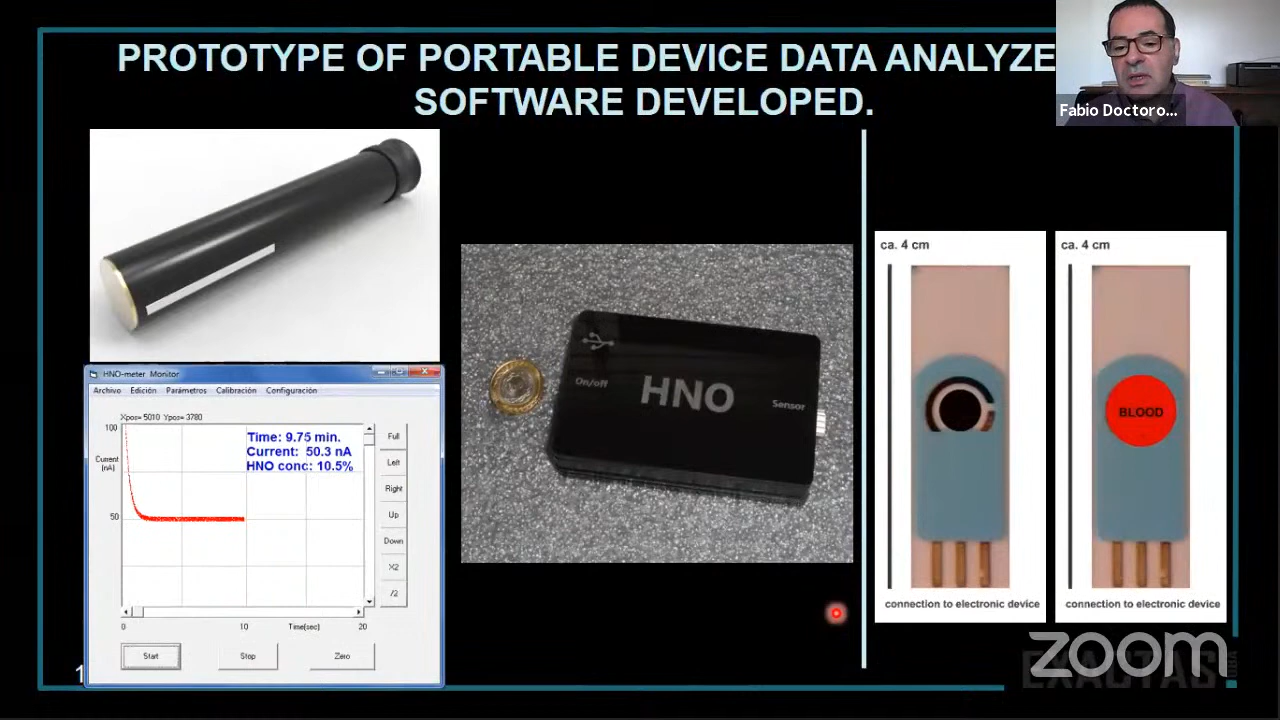 PROTOTYPE OF PORTABLE DEVICE DATA ANALYZE
SOFTWARE DEVELOPED.
Fabio Doctoro...
HNO-meter Monitor
Archivo Edición Parámetros Calibración Configuración
Xpos= 5010 Ypos= 3780
100
Current
(nA)
50
Time: 9.75 min.
Current: 50.3 nA
HNO conc: 10.5%
Full
Left
Right
Up
Down
X2
/2
0 10 Time(sec) 20
Start Stop Zero
On/off
HNO
Sensor
ca. 4 cm
connection to electronic device
ca. 4 cm
BLOOD
connection to electronic device
1
zoom
EXACTAS